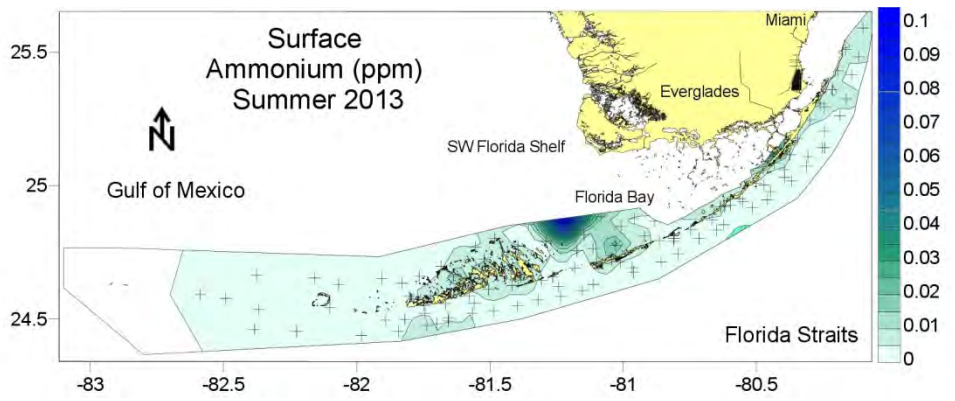 Surface
Ammonium (ppm)
Summer 2013
N
Gulf of Mexico
SW Florida Shelf
Everglades
Miami
Florida Bay
Florida Straits
25.5
25
24.5
-83
-82.5
-82
-81.5
-81
-80.5
0.1
0.09
0.08
0.07
0.06
0.05
0.04
0.03
0.02
0.01
0